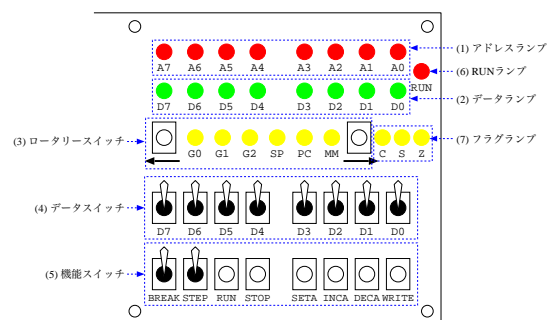 (1) アドレスランプ
A7 A6 A5 A4 A3 A2 A1 A0
(6) RUNランプ
RUN
(2) データランプ
D7 D6 D5 D4 D3 D2 D1 D0
(3) ロータリースイッチ
(7) フラグランプ
G0 G1 G2 SP PC MM C S Z
(4) データスイッチ
D7 D6 D5 D4 D3 D2 D1 D0
(5) 機能スイッチ
BREAK STEP RUN STOP SETA INCA DECA WRITE